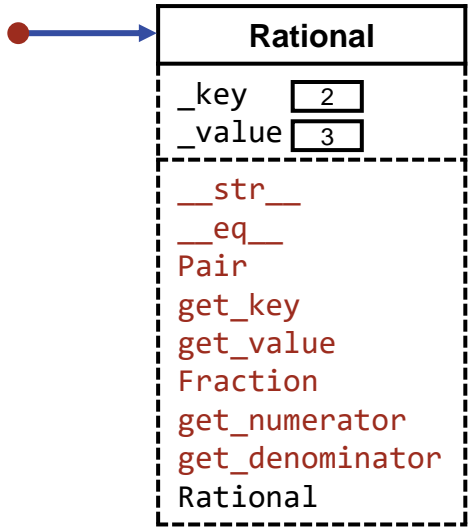 Rational
_key 2
_value 3
__str__
__eq__
Pair
get_key
get_value
Fraction
get_numerator
get_denominator
Rational